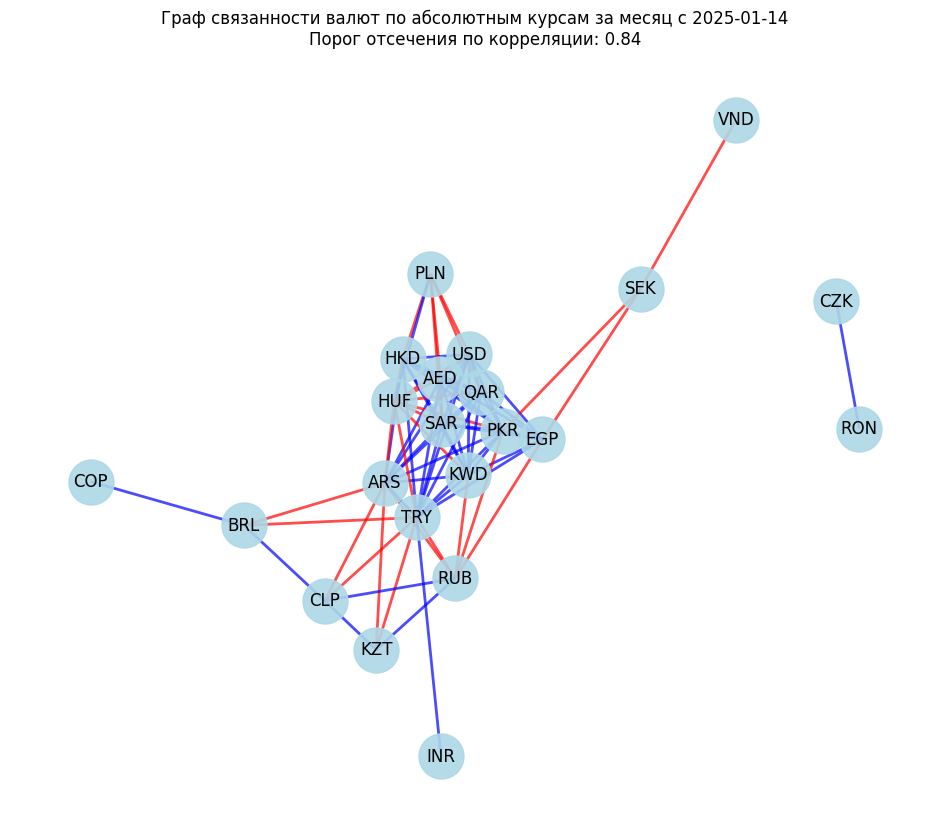 Граф связанности валют по абсолютным курсам за месяц с 2025-01-14
Порог отсечения по корреляции: 0.84
VND
PLN
SEK
CZK
HKD
USD
AED
QAR
HUF
SAR
PKR
EGP
RON
KWD
COP
ARS
TRY
BRL
RUB
CLP
KZT
INR